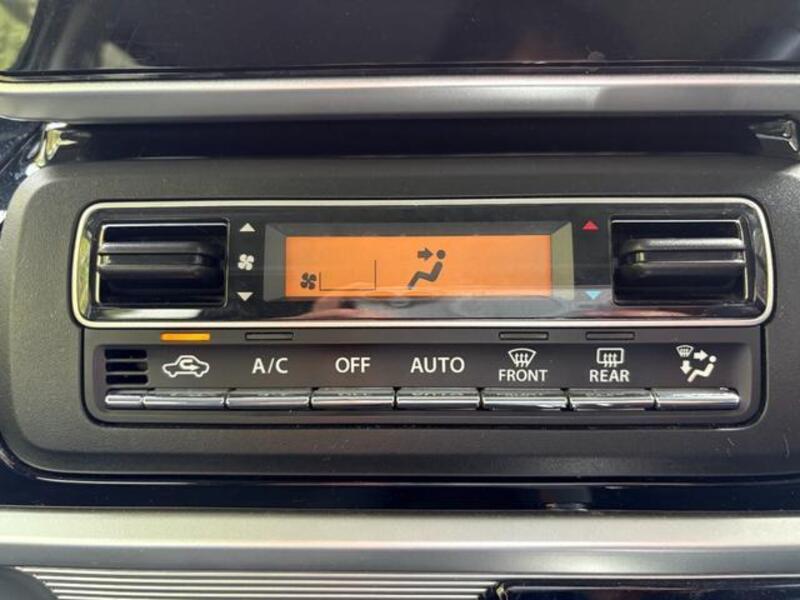 A/C OFF AUTO FRONT REAR